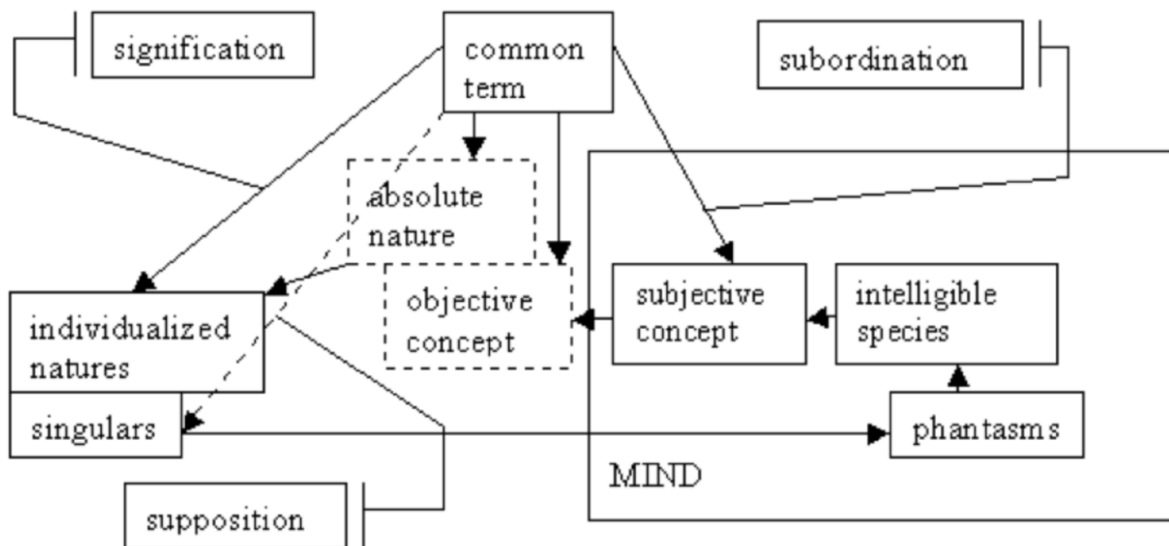 signification
common
term
subordination
absolute
nature
objective
concept
subjective
concept
intelligible
species
individualized
natures
singulars
phantasms
MIND
supposition